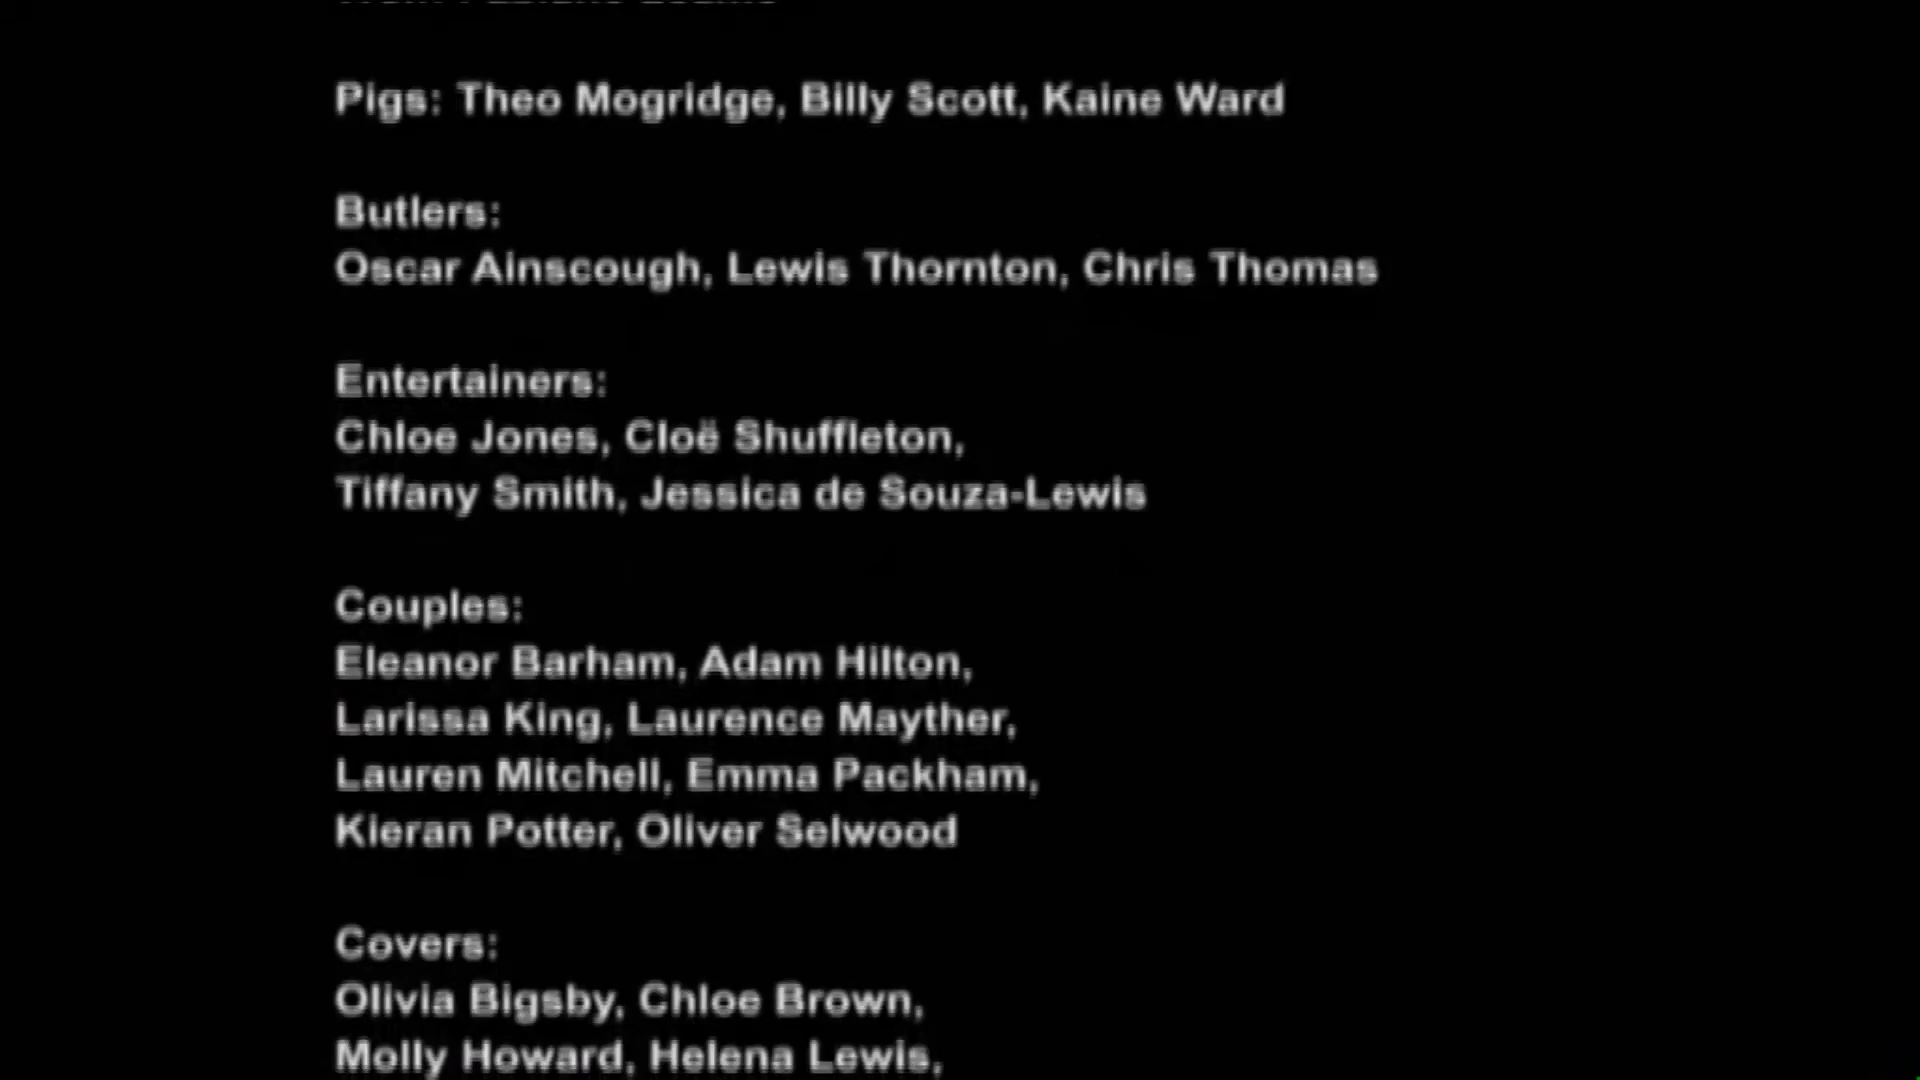 Pigs: Theo Mogridge, Billy Scott, Kaine Ward
Butlers:
Oscar Ainscough, Lewis Thornton, Chris Thomas
Entertainers:
Chloe Jones, Cloë Shuffleton,
Tiffany Smith, Jessica de Souza-Lewis
Couples:
Eleanor Barham, Adam Hilton,
Larissa King, Laurence Mayther,
Lauren Mitchell, Emma Packham,
Kieran Potter, Oliver Selwood
Covers:
Olivia Bigsby, Chloe Brown,
Molly Howard, Helena Lewis,